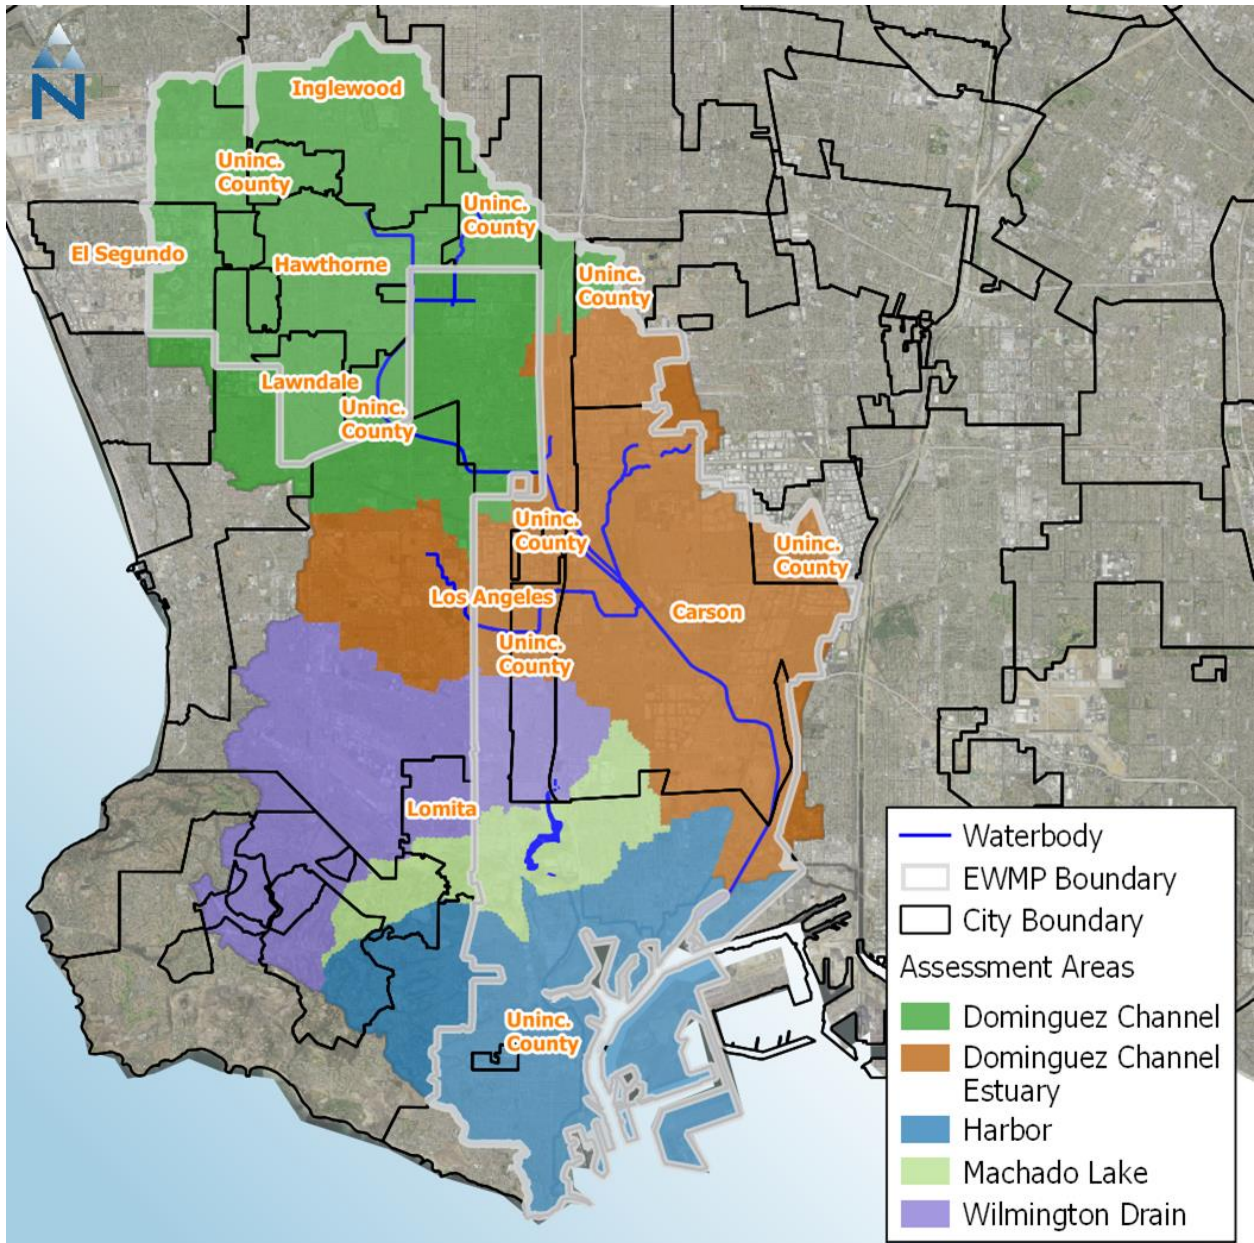 N
Inglewood
Uninc.
County
Uninc.
County
El Segundo
Hawthorne
Uninc.
County
Lawndale
Uninc.
County
Uninc.
County
Uninc.
County
Los Angeles
Carson
Uninc.
County
Lomita
Uninc.
County
Waterbody
EWMP Boundary
City Boundary
Assessment Areas
Dominguez Channel
Dominguez Channel
Estuary
Harbor
Machado Lake
Wilmington Drain